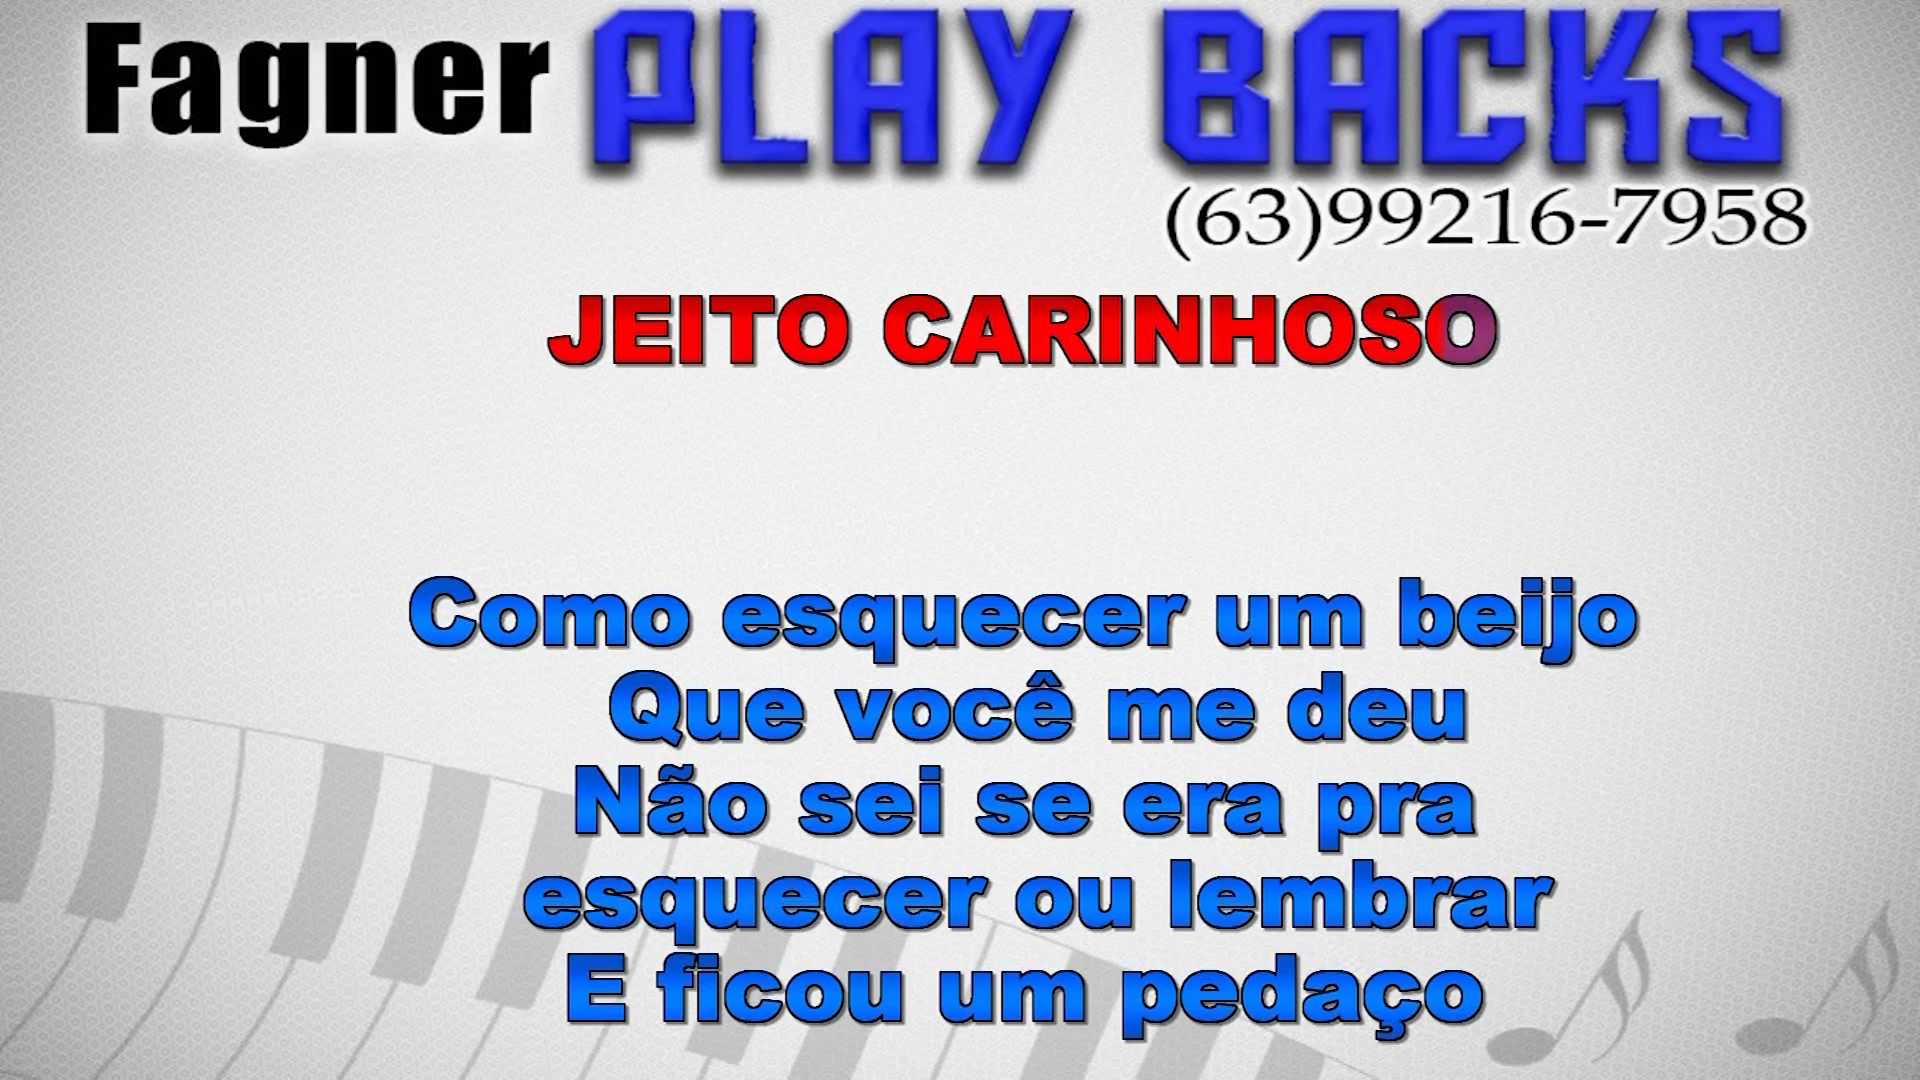 Fagner PLAY BACKS
(63)99216-7958
JEITO CARINHOSO
Como esquecer um beijo
Que você me deu
Não sei se era pra
esquecer ou lembrar
E ficou um pedaço